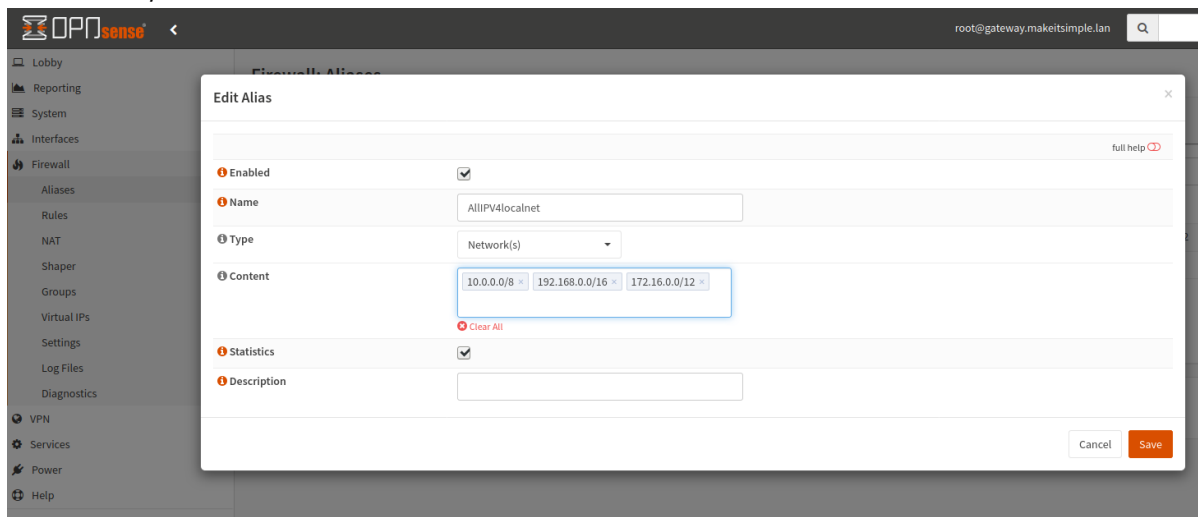 OPNsense
root@gateway.makeitsimple.lan
Lobby
Reporting
System
Interfaces
Firewall
Aliases
Rules
NAT
Shaper
Groups
Virtual IPs
Settings
Log Files
Diagnostics
VPN
Services
Power
Help
Firewall: Aliases
Edit Alias ×
full help
Enabled
Name AllIPV4localnet
Type Network(s)
Content 10.0.0.0/8 × 192.168.0.0/16 × 172.16.0.0/12 ×
Clear All
Statistics
Description
Cancel Save